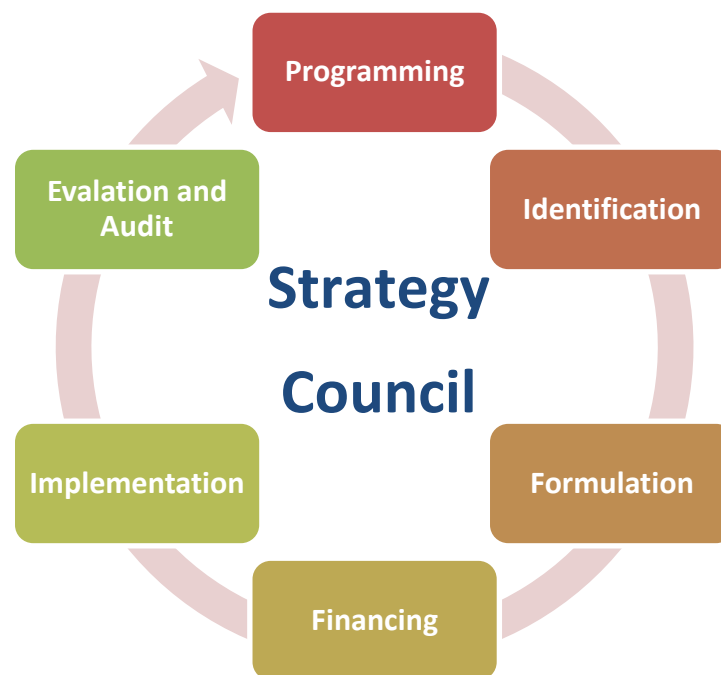 Programming
Identification
Formulation
Financing
Implementation
Evalation and
Audit
Strategy
Council